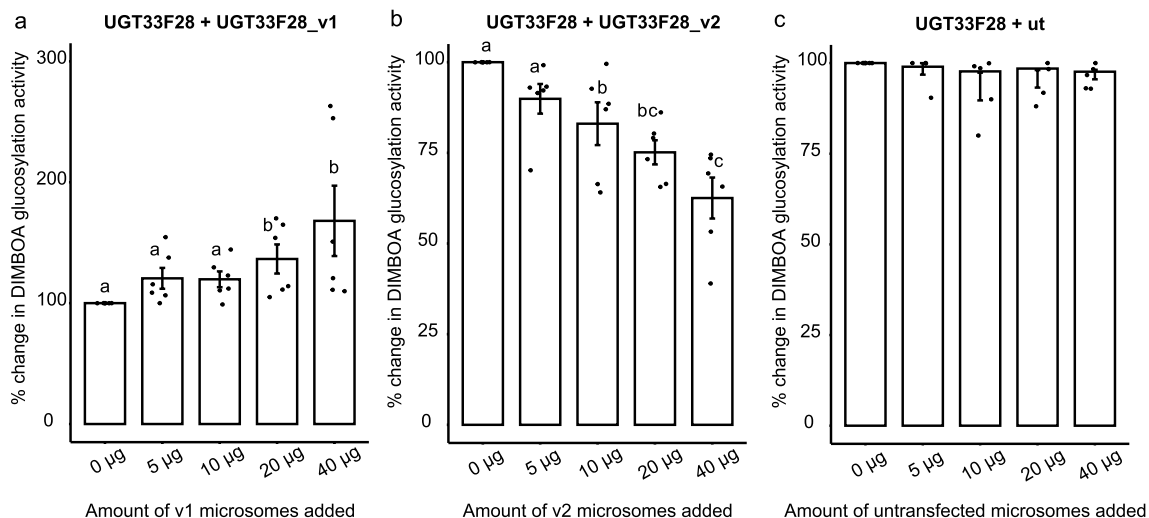 a
UGT33F28 + UGT33F28_v1
% change in DIMBOA glucosylation activity
300
200
100
0
a
a
a
b
b
0 µg
5 µg
10 µg
20 µg
40 µg
Amount of v1 microsomes added
b
UGT33F28 + UGT33F28_v2
% change in DIMBOA glucosylation activity
100
75
50
25
0
a
a
b
bc
c
0 µg
5 µg
10 µg
20 µg
40 µg
Amount of v2 microsomes added
c
UGT33F28 + ut
% change in DIMBOA glucosylation activity
100
75
50
25
0
0 µg
5 µg
10 µg
20 µg
40 µg
Amount of untransfected microsomes added